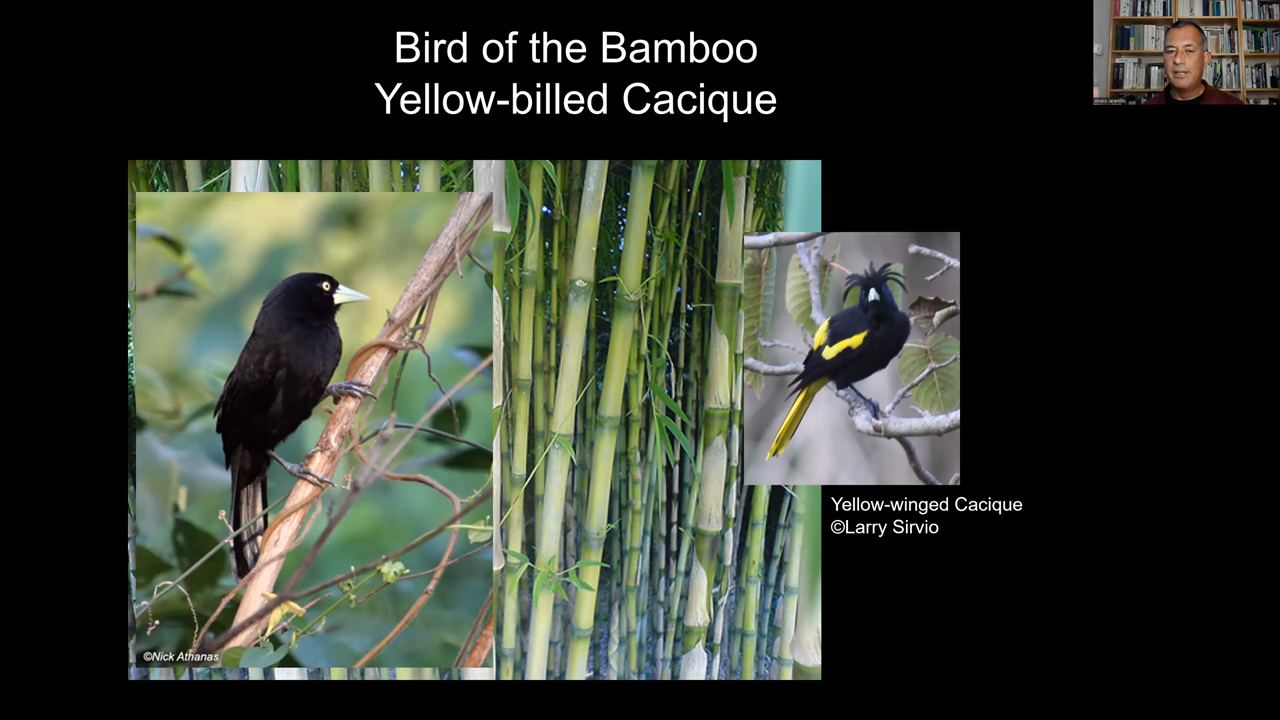 Bird of the Bamboo
Yellow-billed Cacique
©Nick Athanas
Yellow-winged Cacique
©Larry Sirvio